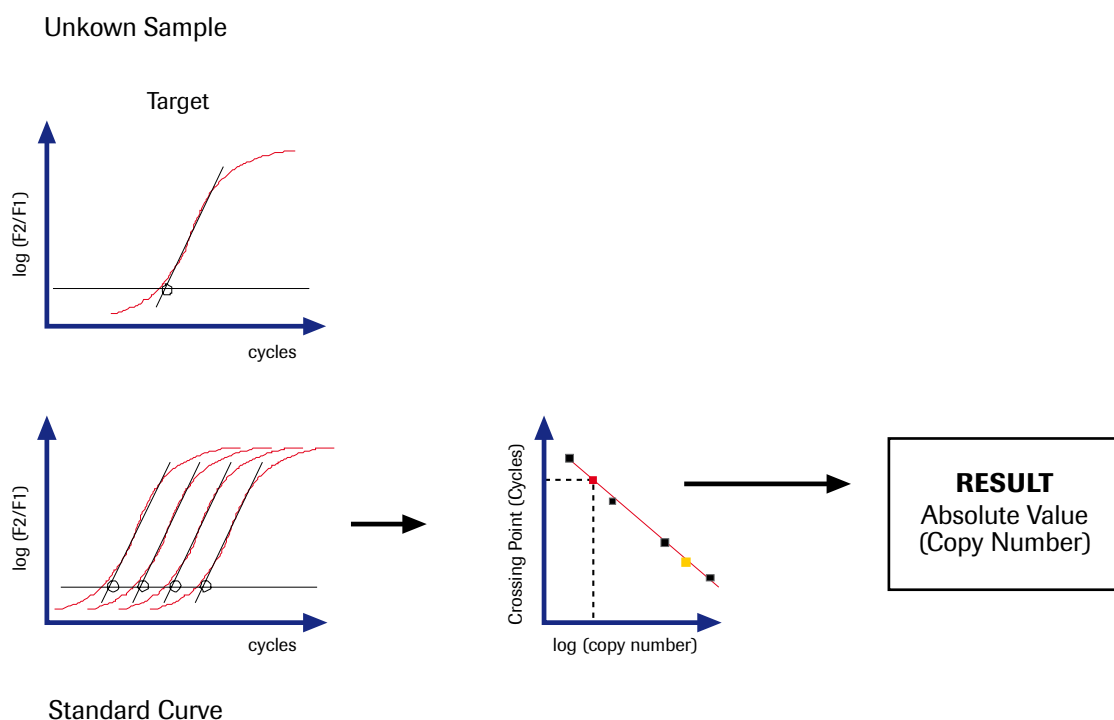 Unkown Sample
Target
log (F2/F1)
cycles
log (F2/F1)
cycles
Crossing Point (Cycles)
log (copy number)
RESULT
Absolute Value
(Copy Number)
Standard Curve